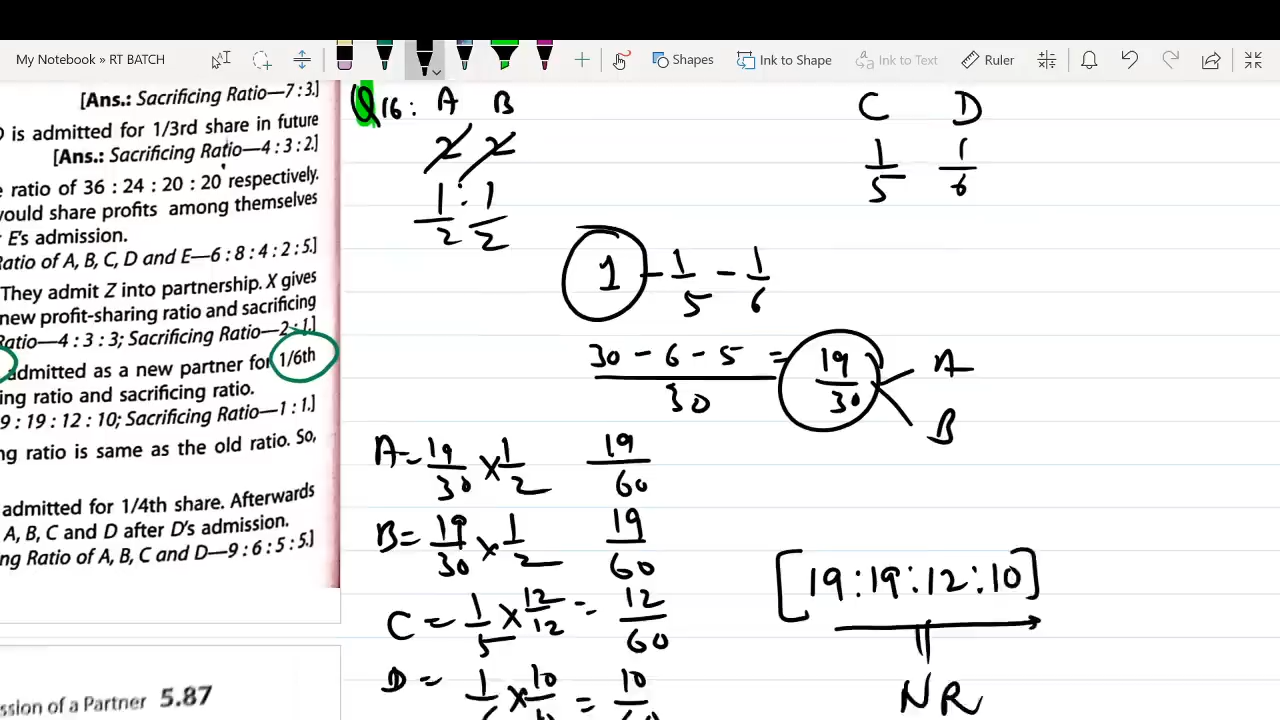 My Notebook » RT BATCH
Shapes
Ink to Shape
Ink to Text
Ruler
[Ans.: Sacrificing Ratio—7 : 3.]
D is admitted for 1/3rd share in future
[Ans.: Sacrificing Ratio—4 : 3 : 2.]
e ratio of 36 : 24 : 20 : 20 respectively.
would share profits among themselves
r E's admission.
Ratio of A, B, C, D and E—6 : 8 : 4 : 2 : 5.]
They admit Z into partnership. X gives
new profit-sharing ratio and sacrificing
Ratio—4 : 3 : 3; Sacrificing Ratio—2 : 1.]
admitted as a new partner for 1/6th
ing ratio and sacrificing ratio.
9 : 19 : 12 : 10; Sacrificing Ratio—1 : 1.]
ng ratio is same as the old ratio. So,
admitted for 1/4th share. Afterwards
A, B, C and D after D's admission.
ng Ratio of A, B, C and D—9 : 6 : 5 : 5.]
ssion of a Partner 5.87
Q16: A B C D
2 2 1/5 1/6
1/2 : 1/2
1 - 1/5 - 1/6
30 - 6 - 5 / 30 = 19/30 A
B
A = 19/30 × 1/2 19/60
B = 19/30 × 1/2 19/60
[19:19:12:10]
C = 1/5 × 12/12 = 12/60
D = 1/6 × 10/10 = 10/60
NR